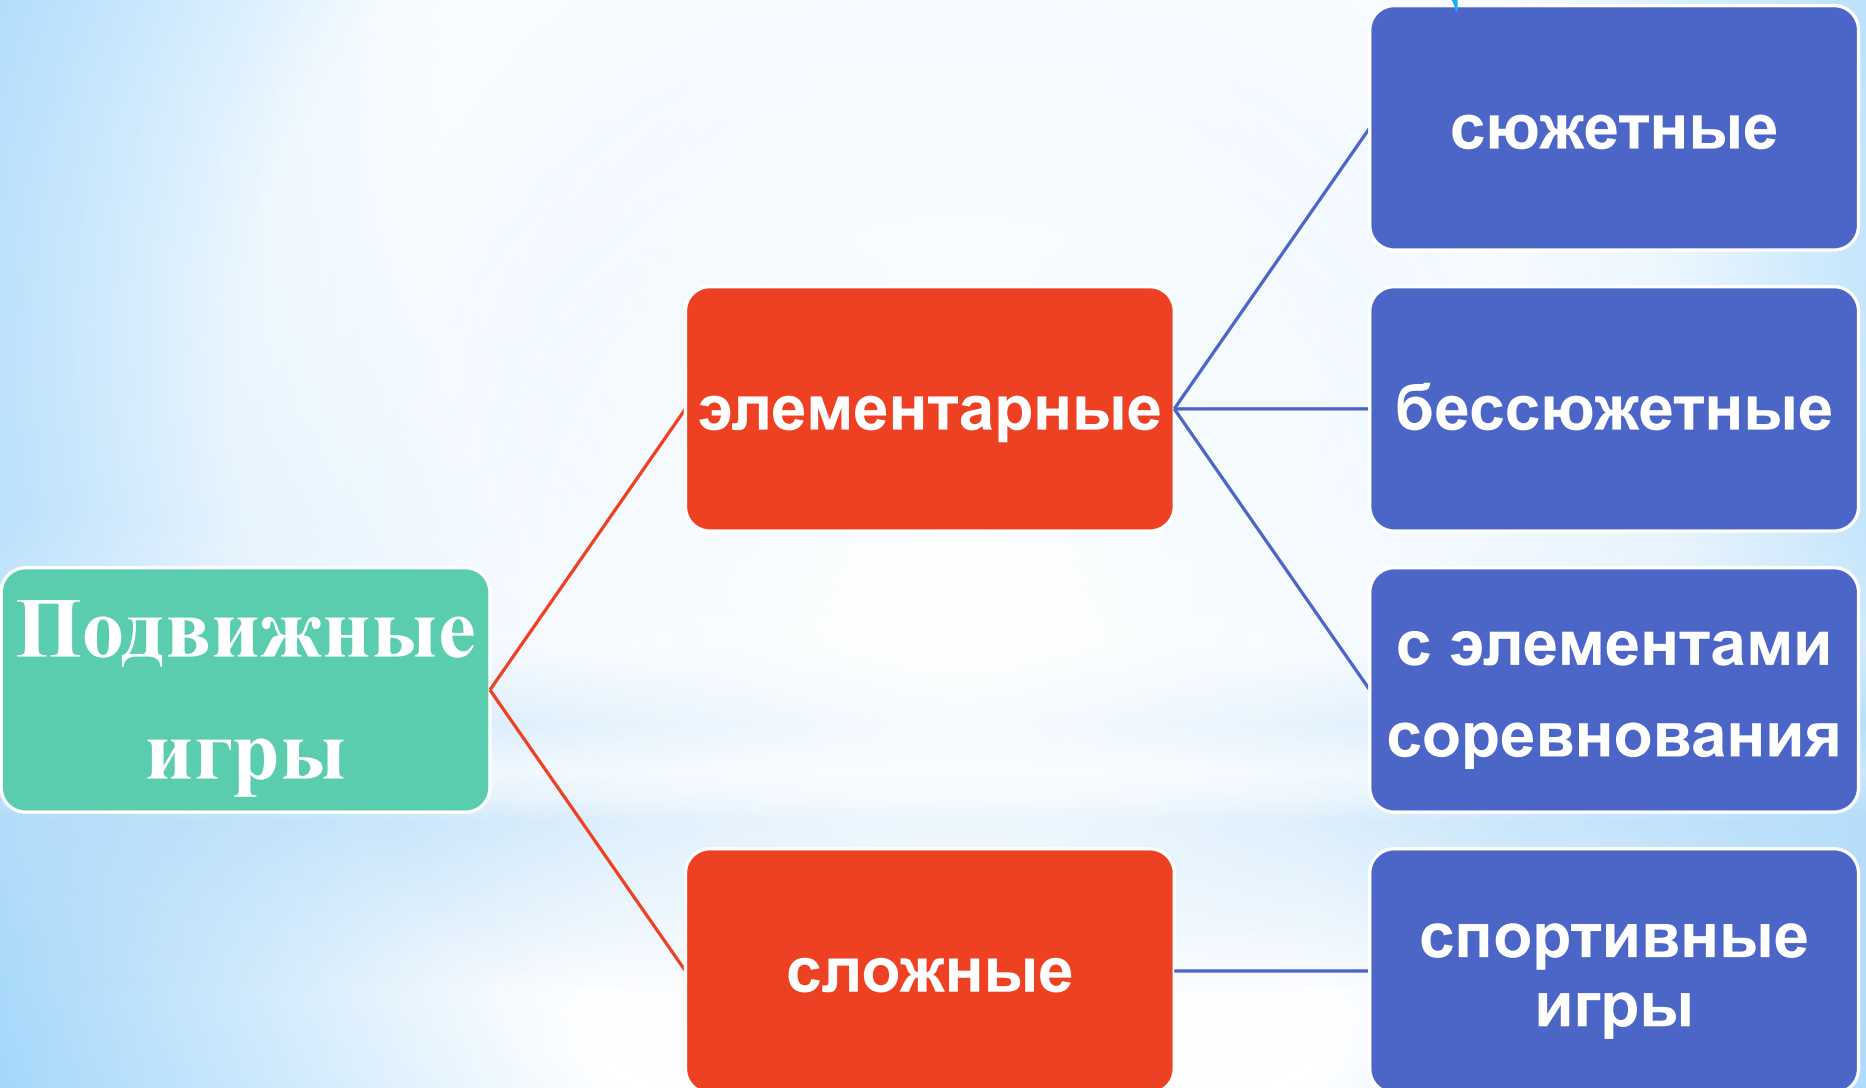 Подвижные
игры
элементарные
сложные
сюжетные
бессюжетные
с элементами
соревнования
спортивные
игры